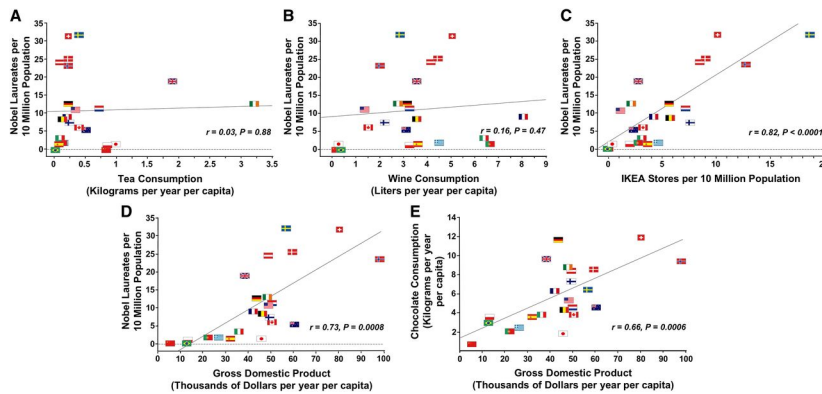 A
Nobel Laureates per
10 Million Population
35
30
25
20
15
10
5
0
r = 0.03, P = 0.88
0 0.5 1 1.5 2 2.5 3 3.5
Tea Consumption
(Kilograms per year per capita)
B
Nobel Laureates per
10 Million Population
35
30
25
20
15
10
5
0
r = 0.16, P = 0.47
0 1 2 3 4 5 6 7 8 9
Wine Consumption
(Liters per year per capita)
C
Nobel Laureates per
10 Million Population
35
30
25
20
15
10
5
0
r = 0.82, P < 0.0001
0 5 10 15 20
IKEA Stores per 10 Million Population
D
Nobel Laureates per
10 Million Population
35
30
25
20
15
10
5
0
r = 0.73, P = 0.0008
0 10 20 30 40 50 60 70 80 90 100
Gross Domestic Product
(Thousands of Dollars per year per capita)
E
Chocolate Consumption
(Kilograms per year
per capita)
14
12
10
8
6
4
2
0
r = 0.66, P = 0.0006
0 10 20 30 40 50 60 70 80 90 100
Gross Domestic Product
(Thousands of Dollars per year per capita)